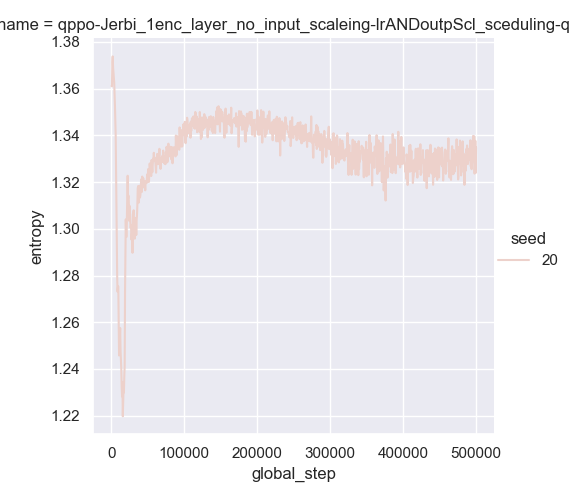 name = qppo-Jerbi_1enc_layer_no_input_scaleing-lrANDoutpScl_sceduling-q
1.38
1.36
1.34
1.32
1.30
1.28
1.26
1.24
1.22
entropy
0 100000 200000 300000 400000 500000
global_step
seed
20